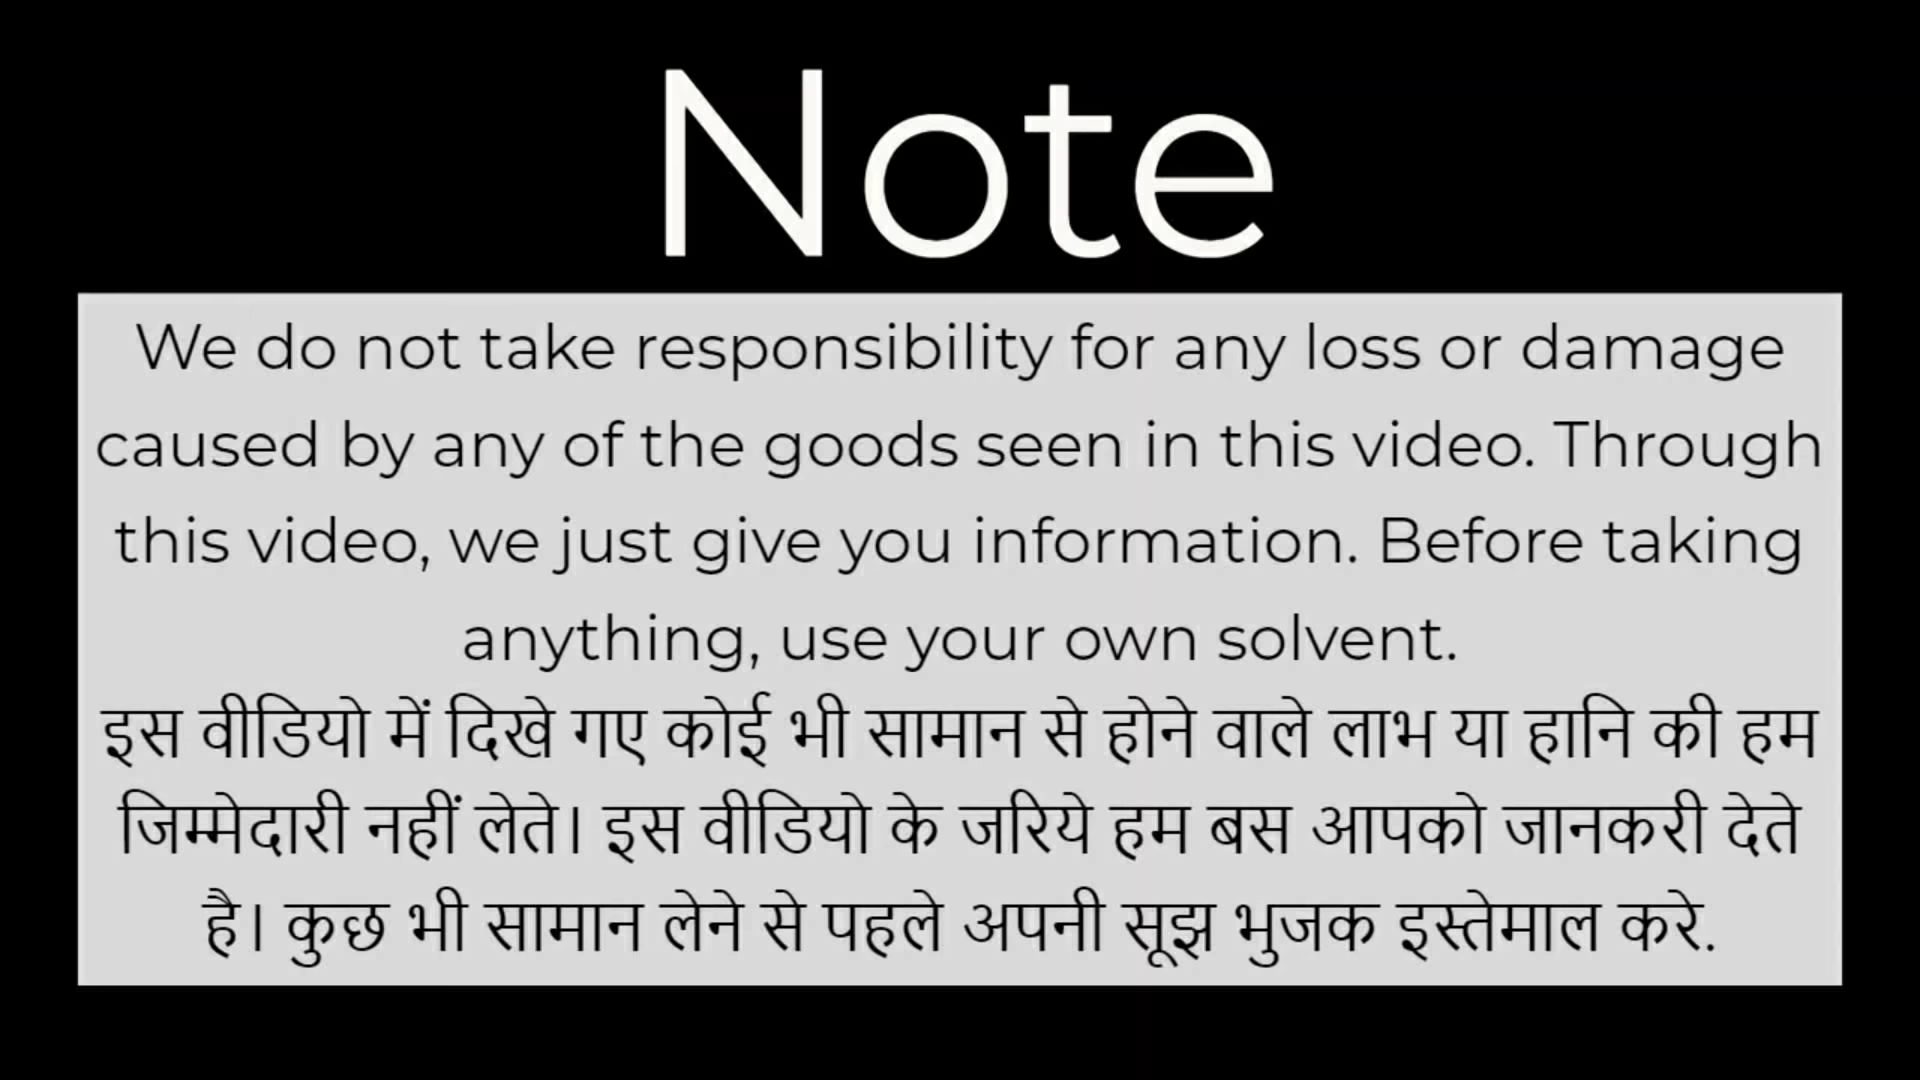 Note
We do not take responsibility for any loss or damage
caused by any of the goods seen in this video. Through
this video, we just give you information. Before taking
anything, use your own solvent.
इस वीडियो में दिखे गए कोई भी सामान से होने वाले लाभ या हानि की हम
जिम्मेदारी नहीं लेते। इस वीडियो के जरिये हम बस आपको जानकरी देते
है। कुछ भी सामान लेने से पहले अपनी सूझ भुजक इस्तेमाल करे.